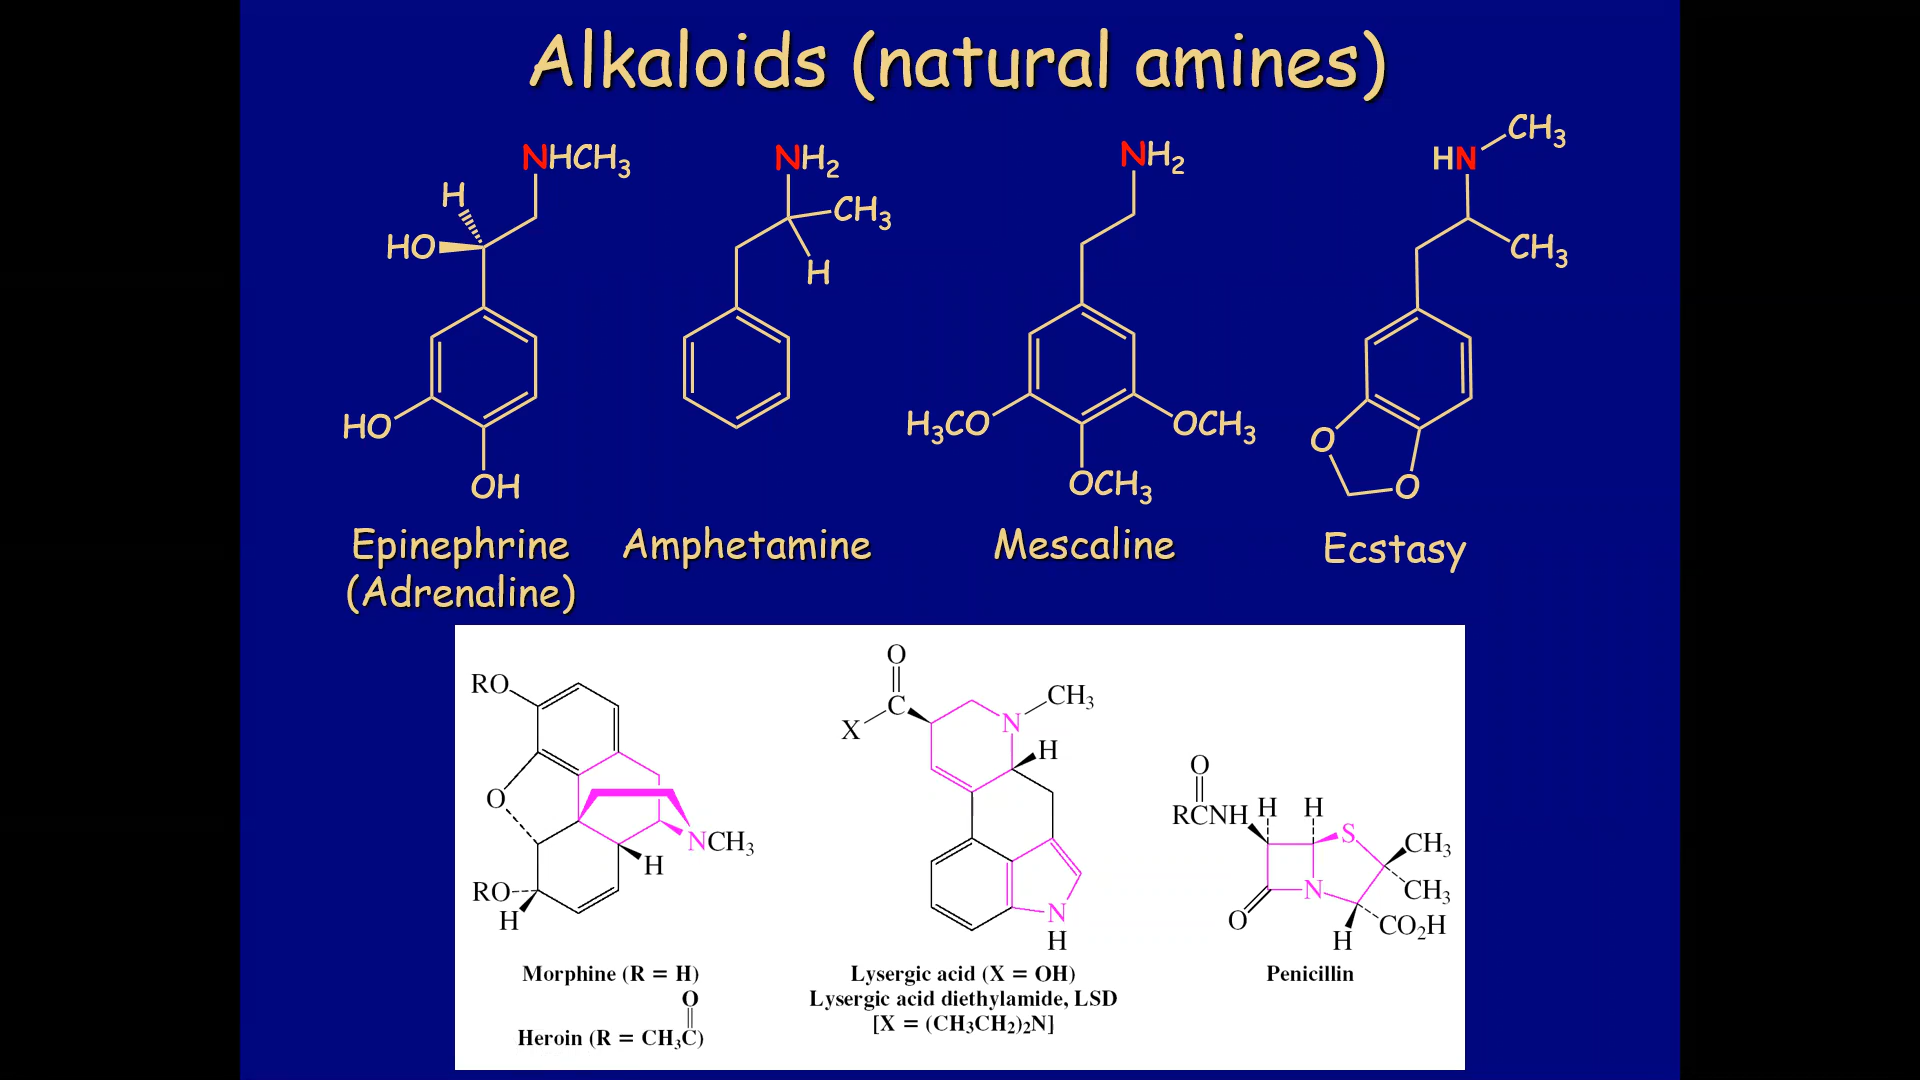 Alkaloids (natural amines)
NHCH₃
H
HO
HO
OH
Epinephrine
(Adrenaline)
NH₂
CH₃
H
Amphetamine
NH₂
H₃CO
OCH₃
OCH₃
Mescaline
CH₃
HN
CH₃
O
O
Ecstasy
RO
O
NCH₃
H
RO
H
Morphine (R = H)
O
Heroin (R = CH₃C)
O
C
X
CH₃
N
H
N
H
Lysergic acid (X = OH)
Lysergic acid diethylamide, LSD
[X = (CH₃CH₂)₂N]
O
RCNH
H
H
S
CH₃
N
CH₃
O
H
CO₂H
Penicillin